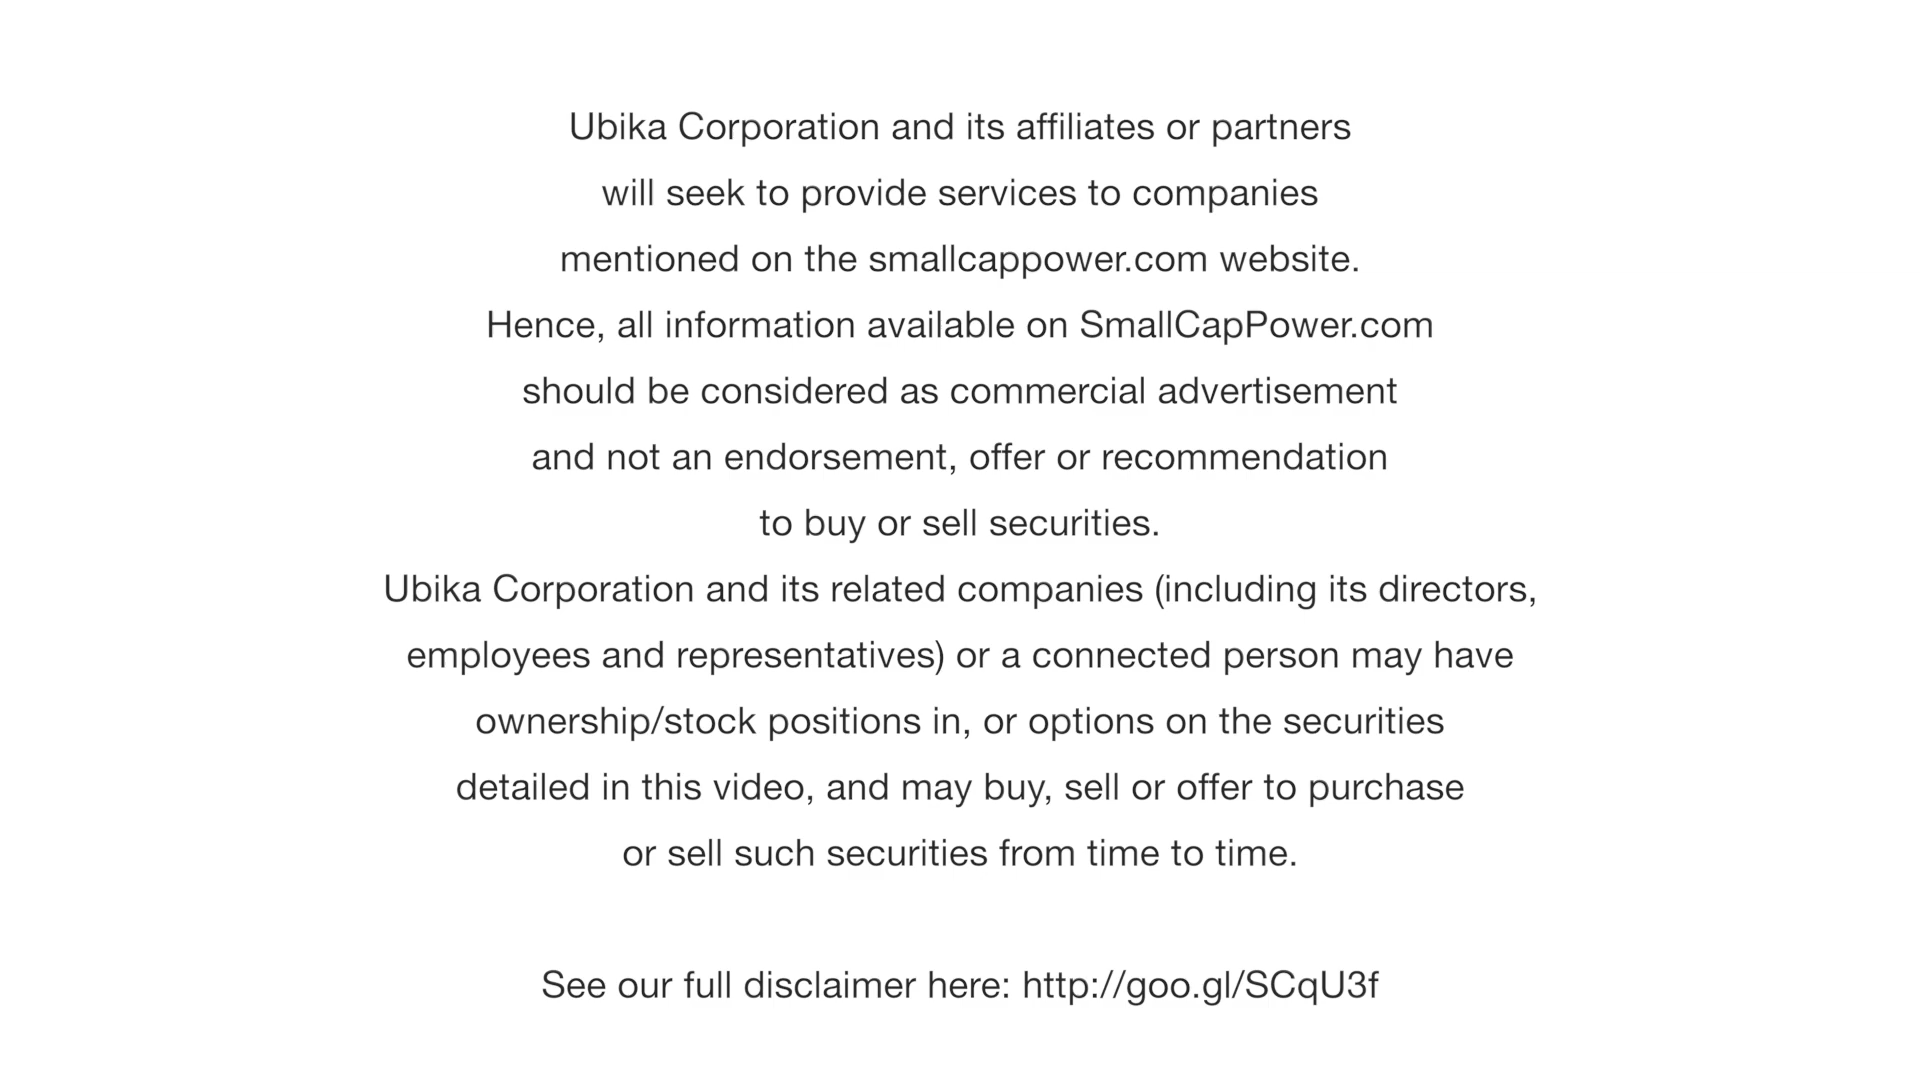 Ubika Corporation and its affiliates or partners
will seek to provide services to companies
mentioned on the smallcappower.com website.
Hence, all information available on SmallCapPower.com
should be considered as commercial advertisement
and not an endorsement, offer or recommendation
to buy or sell securities.
Ubika Corporation and its related companies (including its directors,
employees and representatives) or a connected person may have
ownership/stock positions in, or options on the securities
detailed in this video, and may buy, sell or offer to purchase
or sell such securities from time to time.
See our full disclaimer here: http://goo.gl/SCqU3f